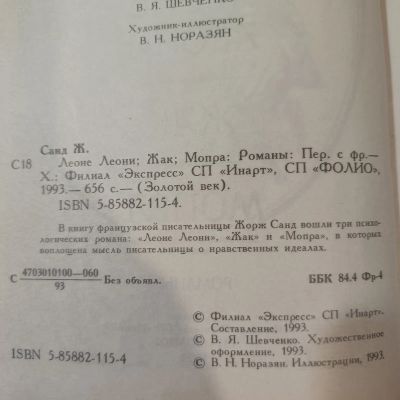 В. Я. ШЕВЧЕНКО
Художник-иллюстратор
В. Н. НОРАЗЯН
Санд Ж.
С18 Леоне Леони; Жак; Мопра: Романы: Пер. с фр.—
Х.: Филиал «Экспресс» СП «Инарт», СП «ФОЛИО»,
1993.— 656 с.— (Золотой век).
ISBN 5-85882-115-4.
В книгу французской писательницы Жорж Санд вошли три психо-
логических романа: «Леоне Леони», «Жак» и «Мопра», в которых
воплощена мысль писательницы о нравственных идеалах.
С 4703010100—060
93
Без объявл.
ББК 84.4 Фр-4
© Филиал «Экспресс» СП «Инарт».
Составление, 1993.
© В. Я. Шевченко. Художественное
оформление, 1993.
ISBN 5-85882-115-4
© В. Н. Норазян. Иллюстрации, 1993.